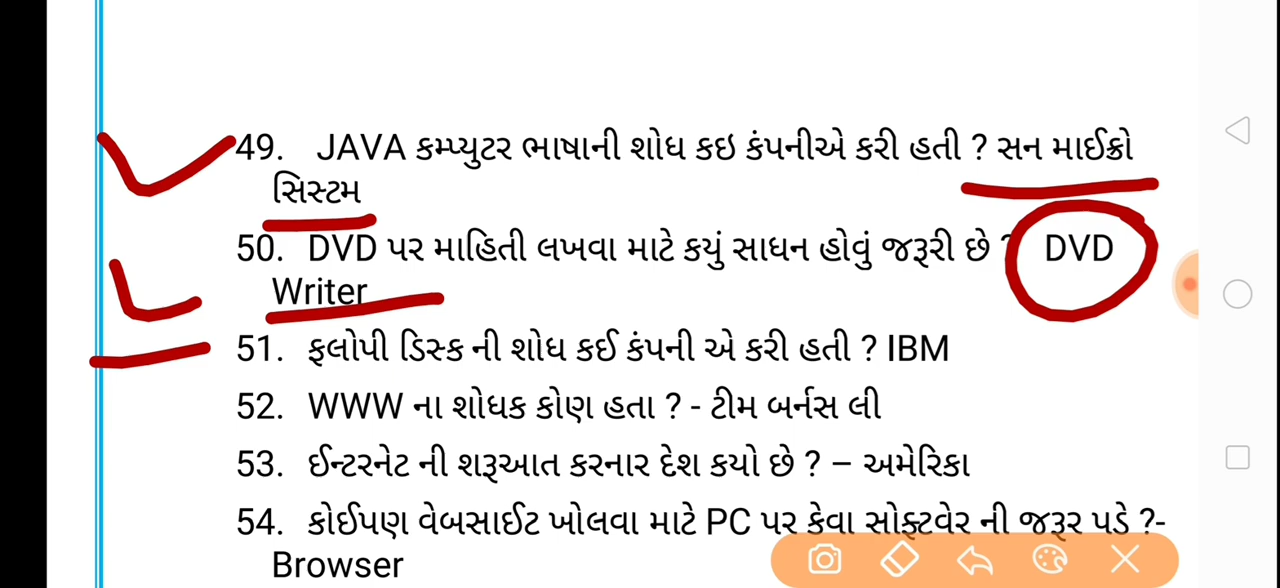 49. JAVA કમ્પ્યુટર ભાષાની શોધ કઇ કંપનીએ કરી હતી ? સન માઈક્રો
સિસ્ટમ
50. DVD પર માહિતી લખવા માટે કયું સાધન હોવું જરૂરી છે ? DVD
Writer
51. ફલોપી ડિસ્ક ની શોધ કઈ કંપની એ કરી હતી ? IBM
52. WWW ના શોધક કોણ હતા ? - ટીમ બર્નસ લી
53. ઈન્ટરનેટ ની શરૂઆત કરનાર દેશ કયો છે ? – અમેરિકા
54. કોઈપણ વેબસાઈટ ખોલવા માટે PC પર કેવા સોફ્ટવેર ની જરૂર પડે ?-
Browser